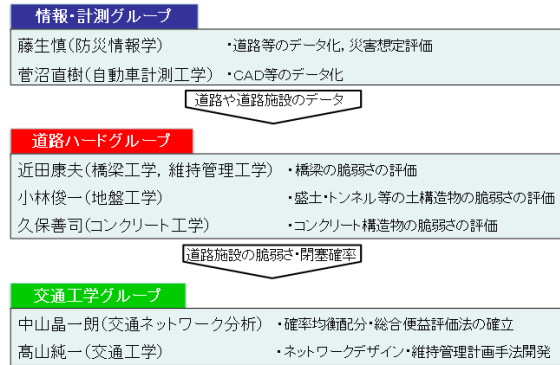 情報・計測グループ
藤生慎(防災情報学) ・道路等のデータ化, 災害想定評価
菅沼直樹(自動車計測工学) ・CAD等のデータ化
道路や道路施設のデータ
道路ハードグループ
近田康夫(橋梁工学, 維持管理工学) ・橋梁の脆弱さの評価
小林俊一(地盤工学) ・盛土・トンネル等の土構造物の脆弱さの評価
久保善司(コンクリート工学) ・コンクリート構造物の脆弱さの評価
道路施設の脆弱さ・閉塞確率
交通工学グループ
中山晶一朗(交通ネットワーク分析) ・確率均衡配分・総合便益評価法の確立
髙山純一(交通工学) ・ネットワークデザイン・維持管理計画手法開発